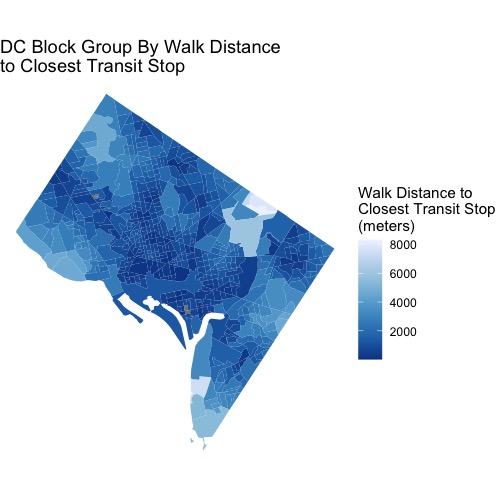 DC Block Group By Walk Distance
to Closest Transit Stop
Walk Distance to
Closest Transit Stop
(meters)
8000
6000
4000
2000